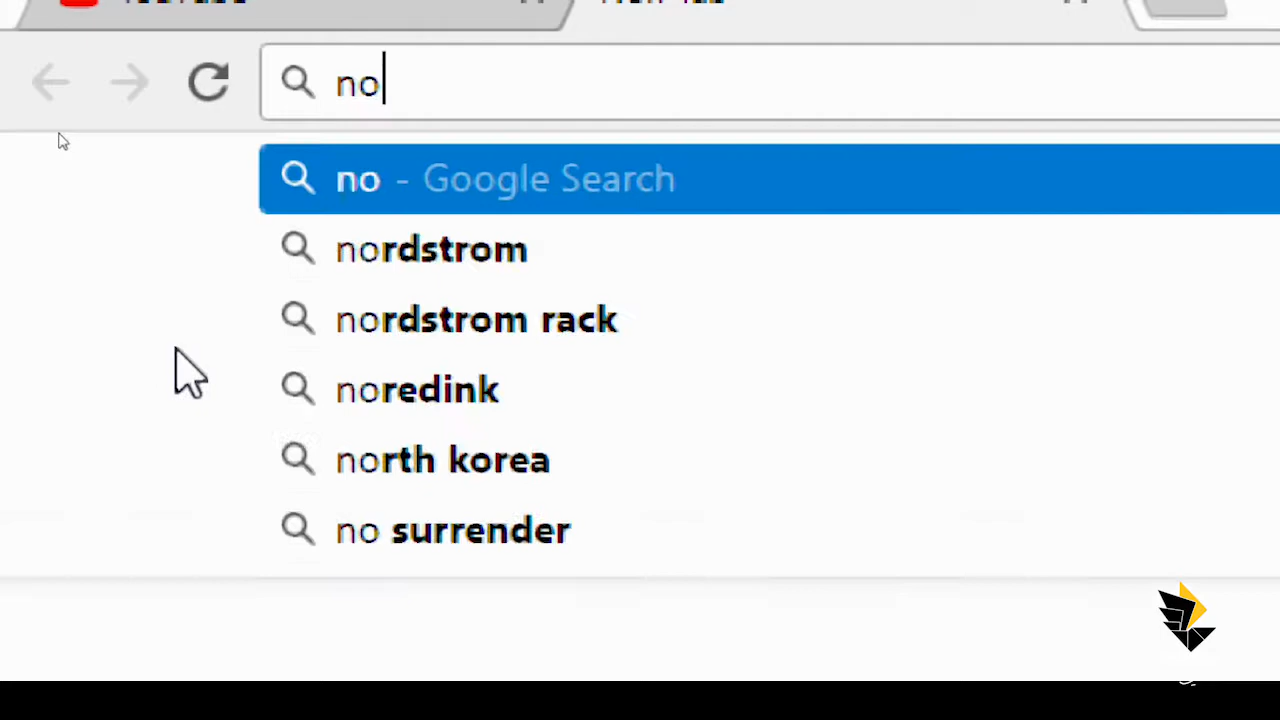 no
no - Google Search
nordstrom
nordstrom rack
noredink
north korea
no surrender